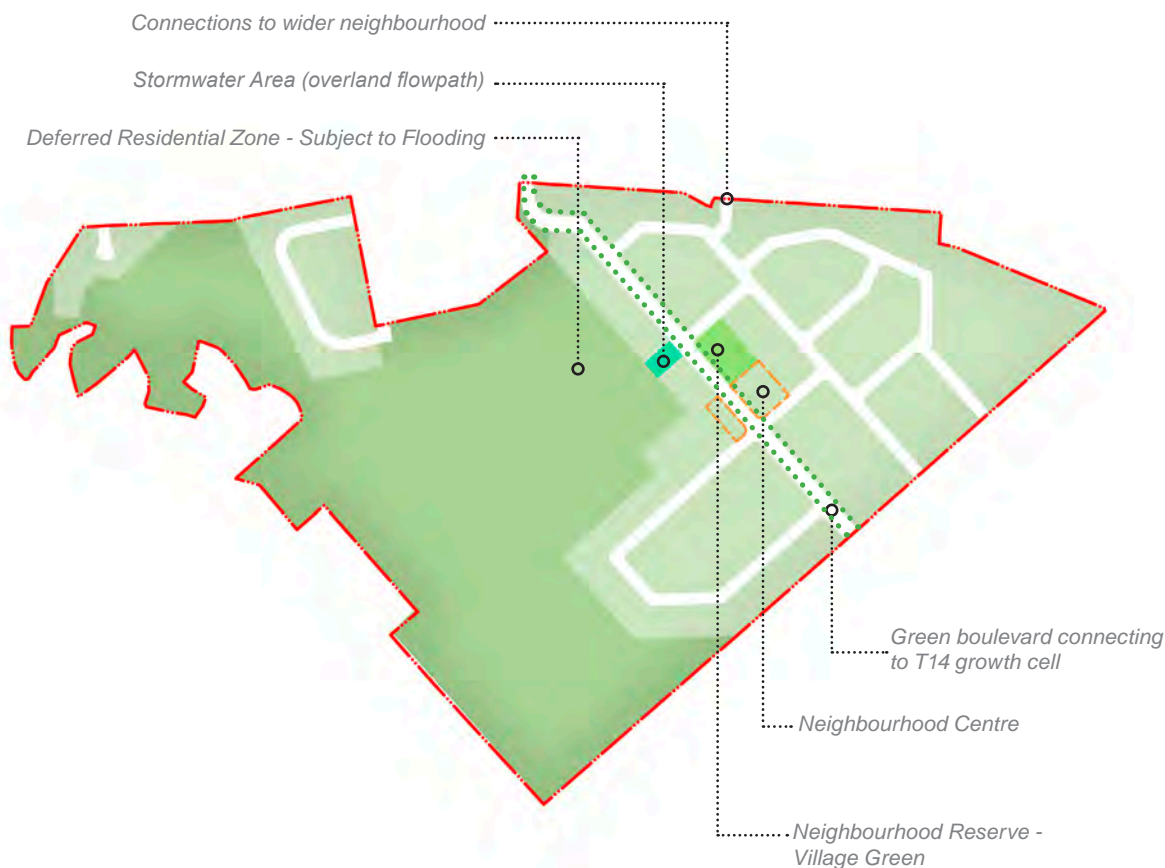 Connections to wider neighbourhood
Stormwater Area (overland flowpath)
Deferred Residential Zone - Subject to Flooding
Green boulevard connecting
to T14 growth cell
Neighbourhood Centre
Neighbourhood Reserve -
Village Green